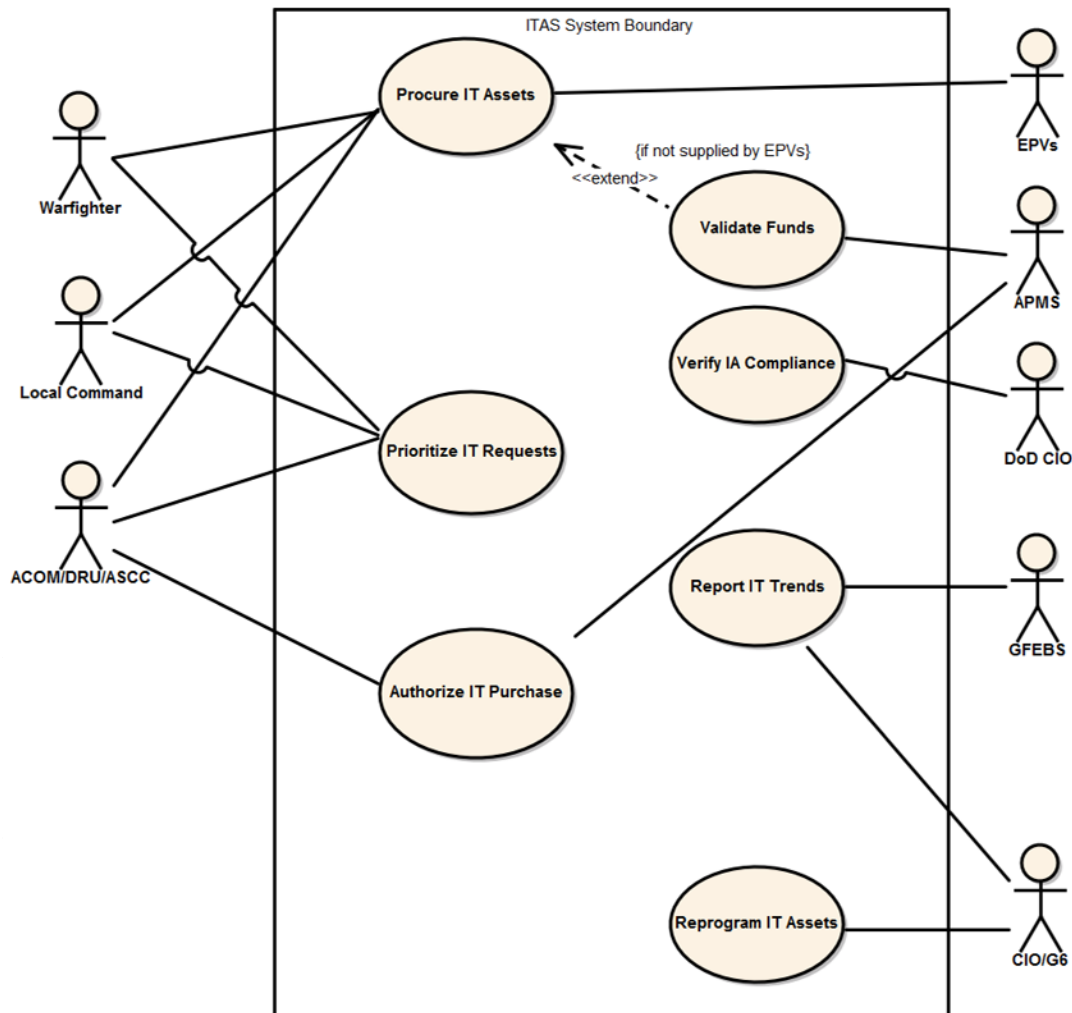 ITAS System Boundary
Procure IT Assets
EPVs
Warfighter
{if not supplied by EPVs}
<<extend>>
Validate Funds
APMS
Local Command
Verify IA Compliance
DoD CIO
Prioritize IT Requests
ACOM/DRU/ASCC
Report IT Trends
GFEBS
Authorize IT Purchase
Reprogram IT Assets
CIO/G6